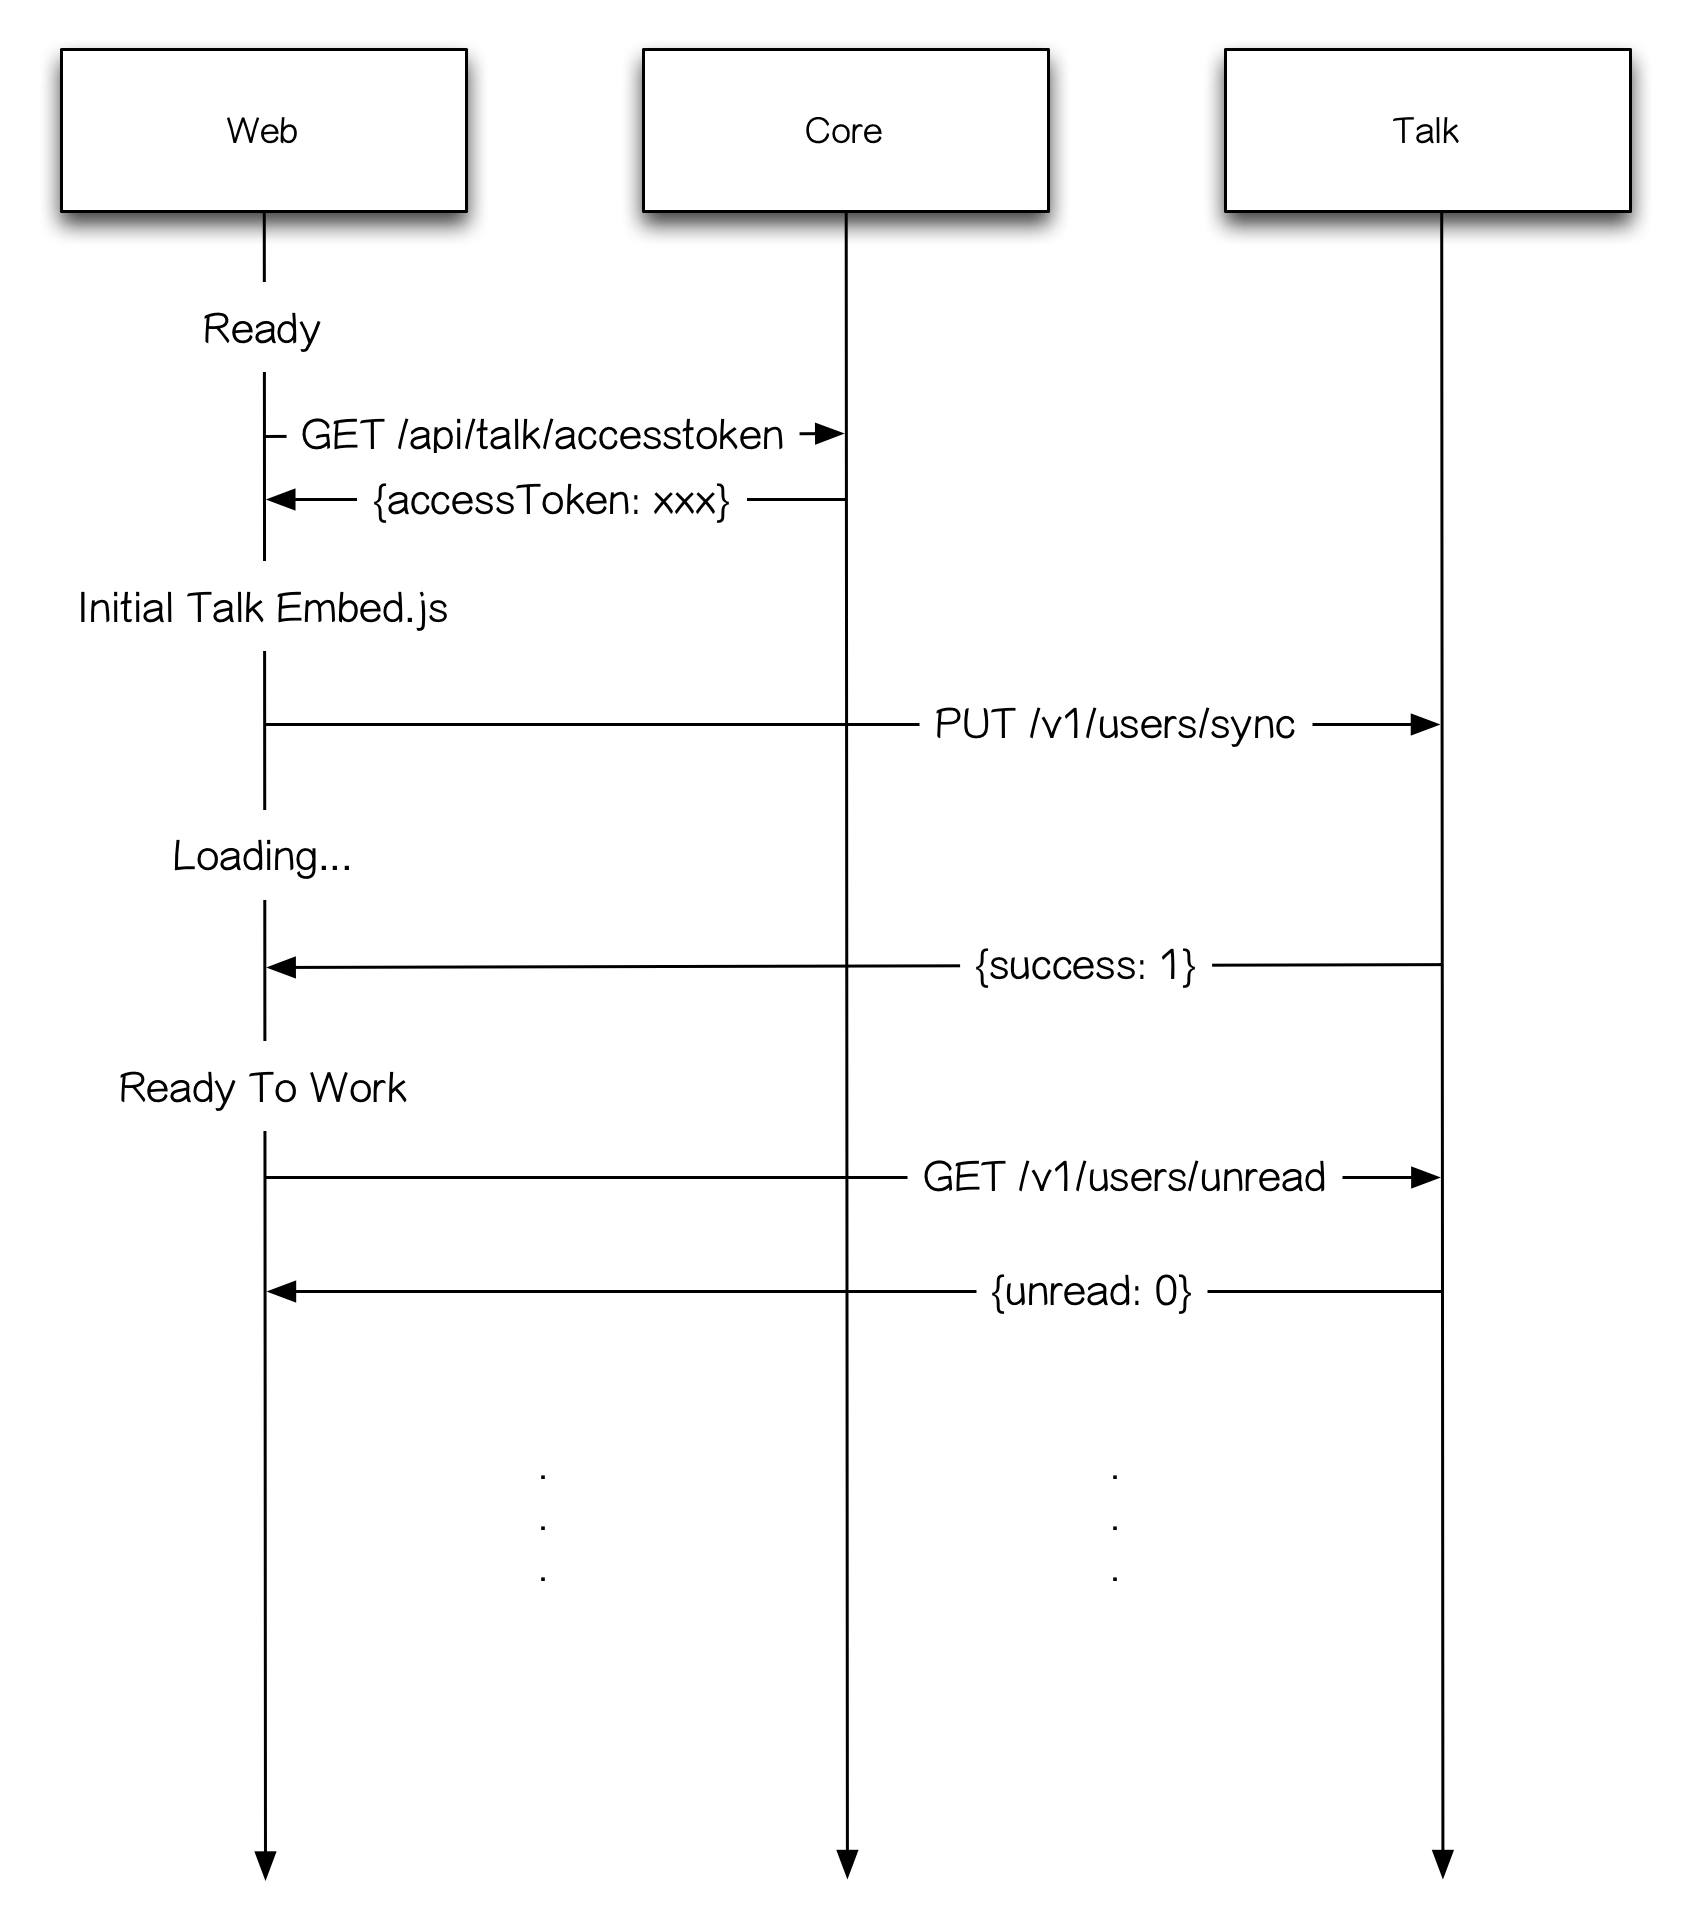 Web
Core
Talk
Ready
GET /api/talk/accesstoken
{accessToken: xxx}
Initial Talk Embed.js
PUT /v1/users/sync
Loading...
{success: 1}
Ready To Work
GET /v1/users/unread
{unread: 0}
. .
. .
. .